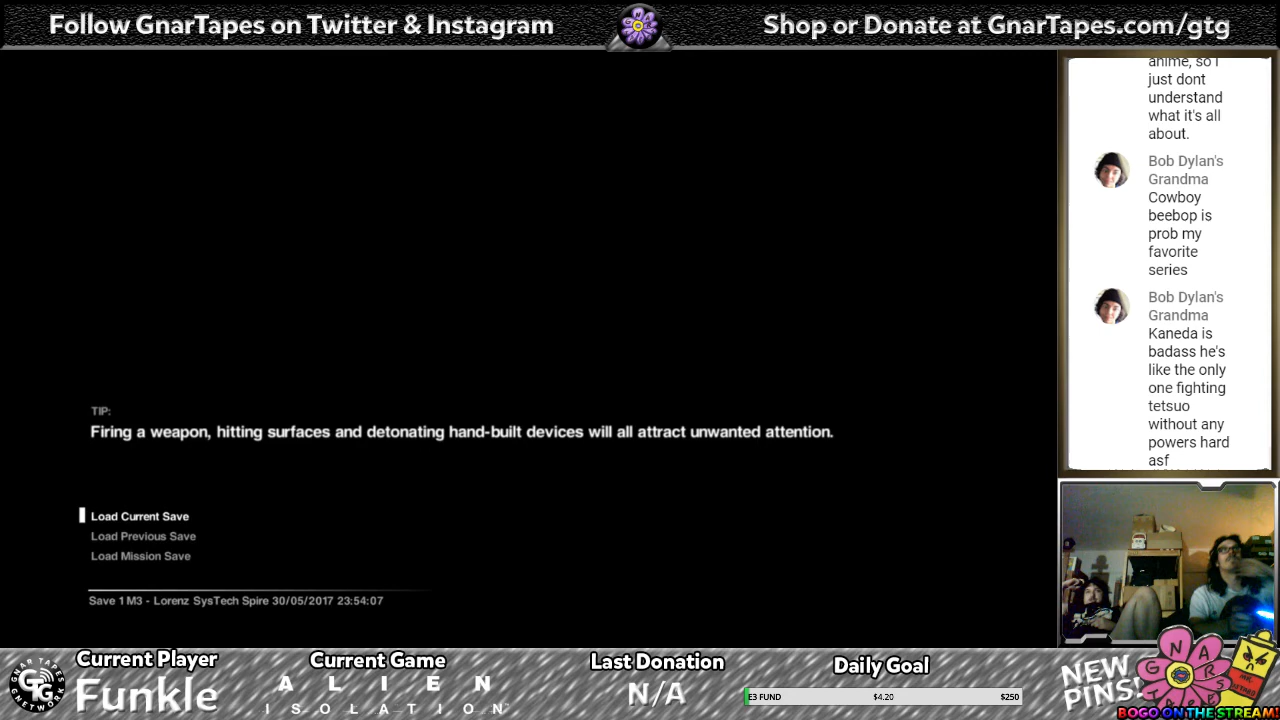 Follow GnarTapes on Twitter & Instagram
Shop or Donate at GnarTapes.com/gtg
anime, so I
just dont
understand
what it's all
about.
Bob Dylan's
Grandma
Cowboy
beebop is
prob my
favorite
series
Bob Dylan's
Grandma
Kaneda is
badass he's
like the only
one fighting
tetsuo
without any
powers hard
asf
TIP:
Firing a weapon, hitting surfaces and detonating hand-built devices will all attract unwanted attention.
Load Current Save
Load Previous Save
Load Mission Save
Save 1 M3 - Lorenz SysTech Spire 30/05/2017 23:54:07
GNAR TAPES
GTG
GNETWORK
Current Player
Funkle
Current Game
ALIEN
ISOLATION
Last Donation
N/A
Daily Goal
E3 FUND $4.20 $250
NEW
PINS!
GNAR
BOGO ON THE STREAM!